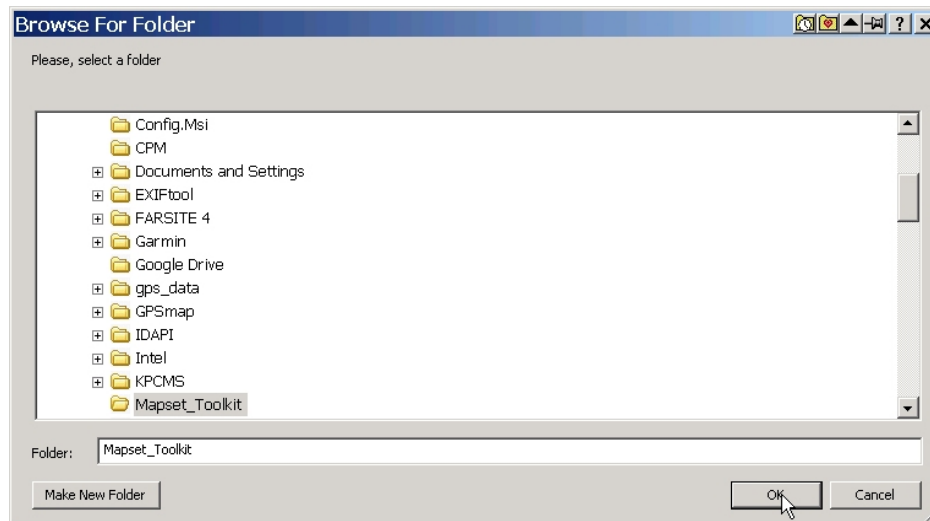 Browse For Folder
?
Please, select a folder
Config.Msi
CPM
Documents and Settings
EXIFtool
FARSITE 4
Garmin
Google Drive
gps_data
GPSmap
IDAPI
Intel
KPCMS
Mapset_Toolkit
Folder: Mapset_Toolkit
Make New Folder OK Cancel